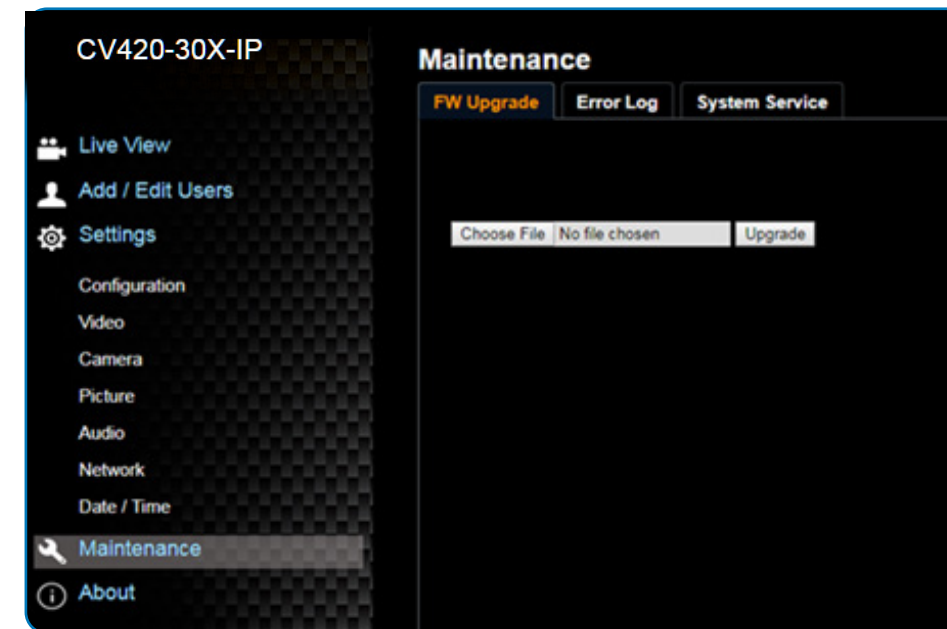 CV420-30X-IP
Live View
Add / Edit Users
Settings
Configuration
Video
Camera
Picture
Audio
Network
Date / Time
Maintenance
About
Maintenance
FW Upgrade Error Log System Service
Choose File No file chosen Upgrade